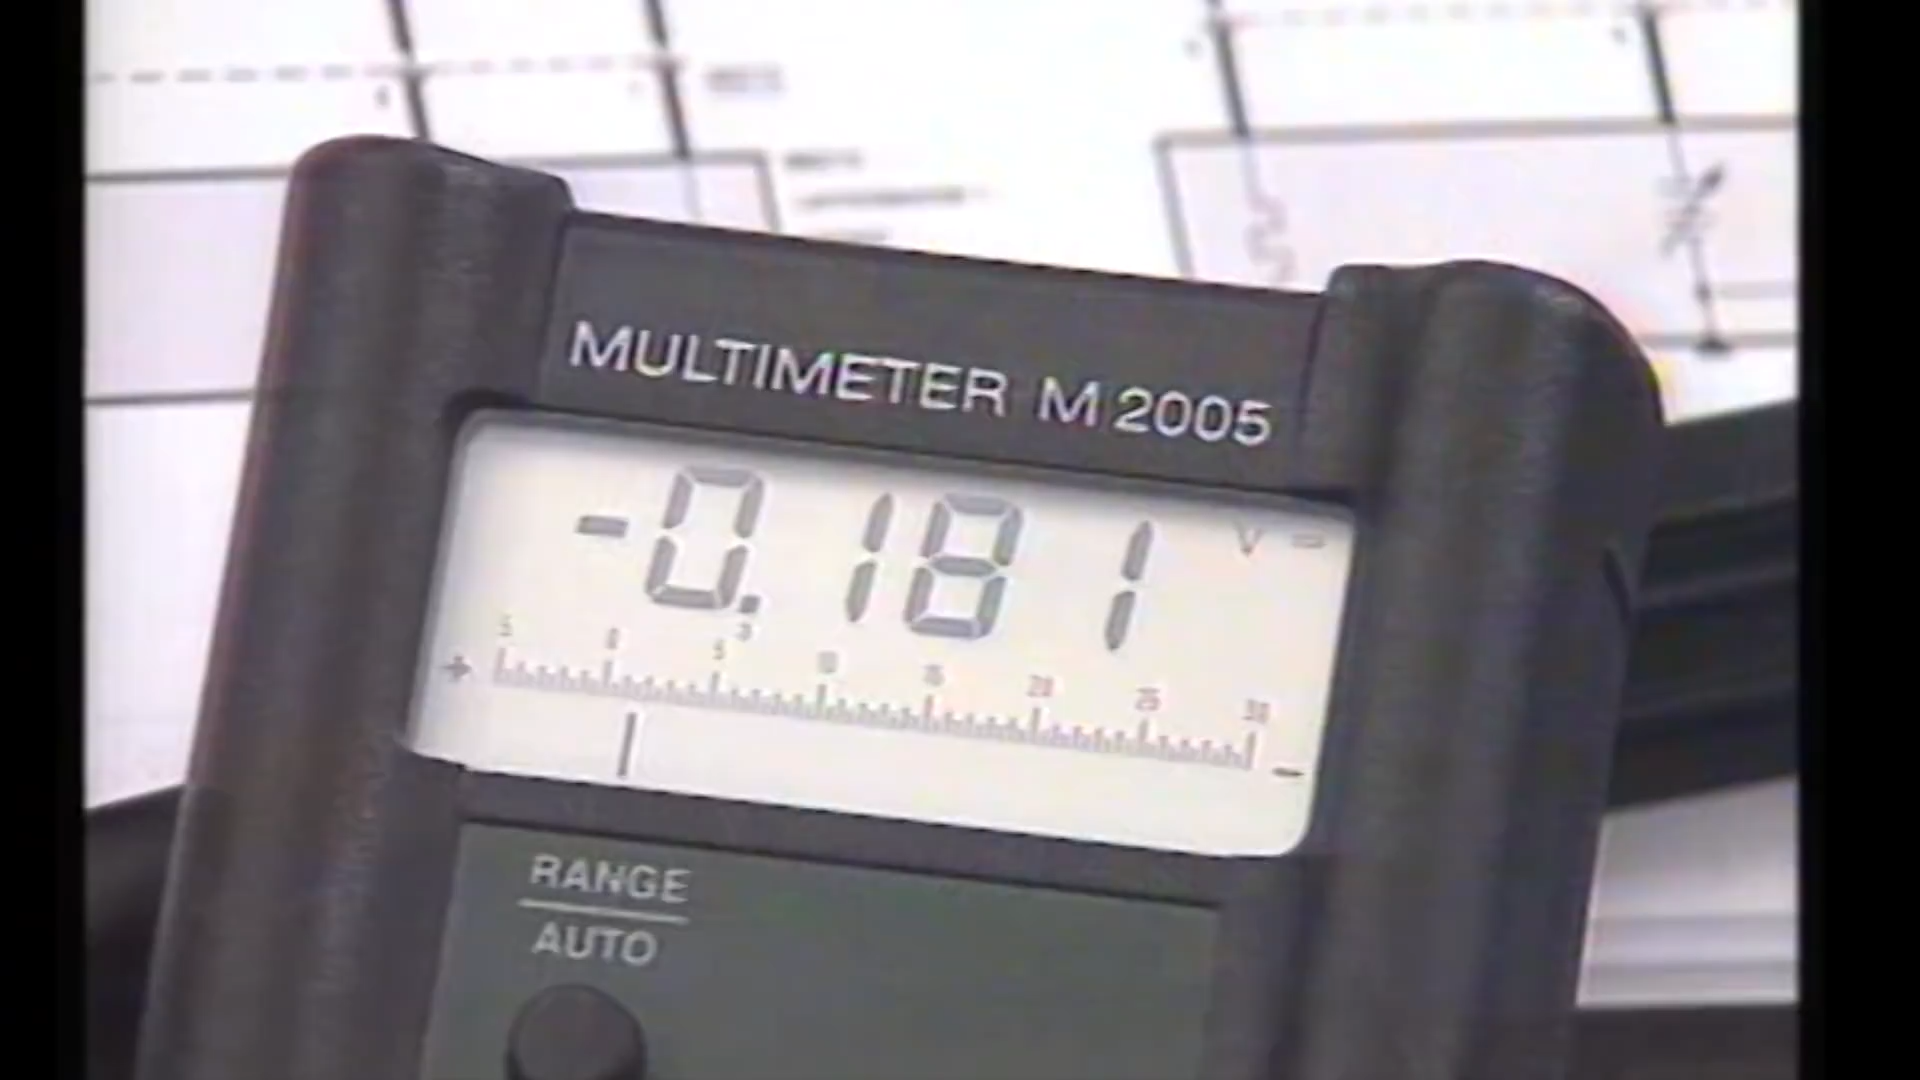 MULTIMETER M 2005
-0.181 V =
5 0 5 10 15 20 25 30
+ -
RANGE
AUTO